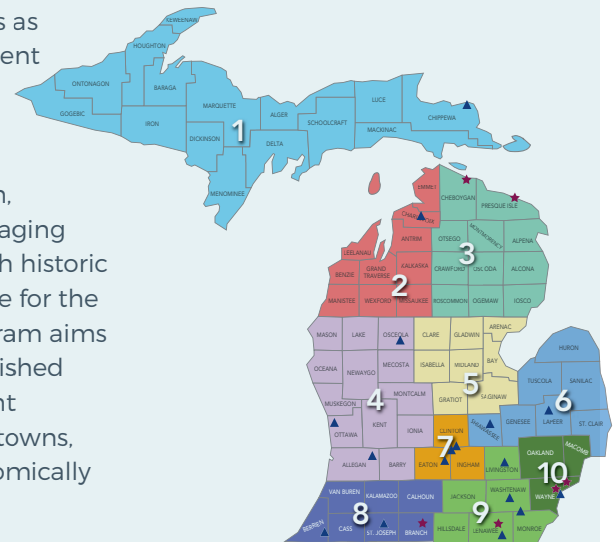 s as
ent
n,
aging
h historic
e for the
ram aims
ished
nt
towns,
omically
KEWEENAW
HOUGHTON
ONTONAGON
BARAGA
GOGEBIC
IRON
MARQUETTE
1
DICKINSON
MENOMINEE
ALGER
DELTA
SCHOOLCRAFT
LUCE
MACKINAC
CHIPPEWA
EMMET
CHEBOYGAN
PRESQUE ISLE
CHARLEVOIX
ANTRIM
OTSEGO
MONTMORENCY
ALPENA
3
LEELANAU
BENZIE
GRAND
TRAVERSE
KALKASKA
CRAWFORD
OSCODA
ALCONA
2
MANISTEE
WEXFORD
MISSAUKEE
ROSCOMMON
OGEMAW
IOSCO
MASON
LAKE
OSCEOLA
CLARE
GLADWIN
ARENAC
OCEANA
NEWAYGO
MECOSTA
ISABELLA
MIDLAND
BAY
HURON
5
MUSKEGON
MONTCALM
4
GRATIOT
SAGINAW
TUSCOLA
SANILAC
6
OTTAWA
KENT
IONIA
CLINTON
SHIAWASSEE
GENESEE
LAPEER
ST. CLAIR
7
ALLEGAN
BARRY
EATON
INGHAM
LIVINGSTON
OAKLAND
MACOMB
10
VAN BUREN
KALAMAZOO
CALHOUN
JACKSON
WASHTENAW
WAYNE
8
9
BERRIEN
CASS
ST. JOSEPH
BRANCH
HILLSDALE
LENAWEE
MONROE